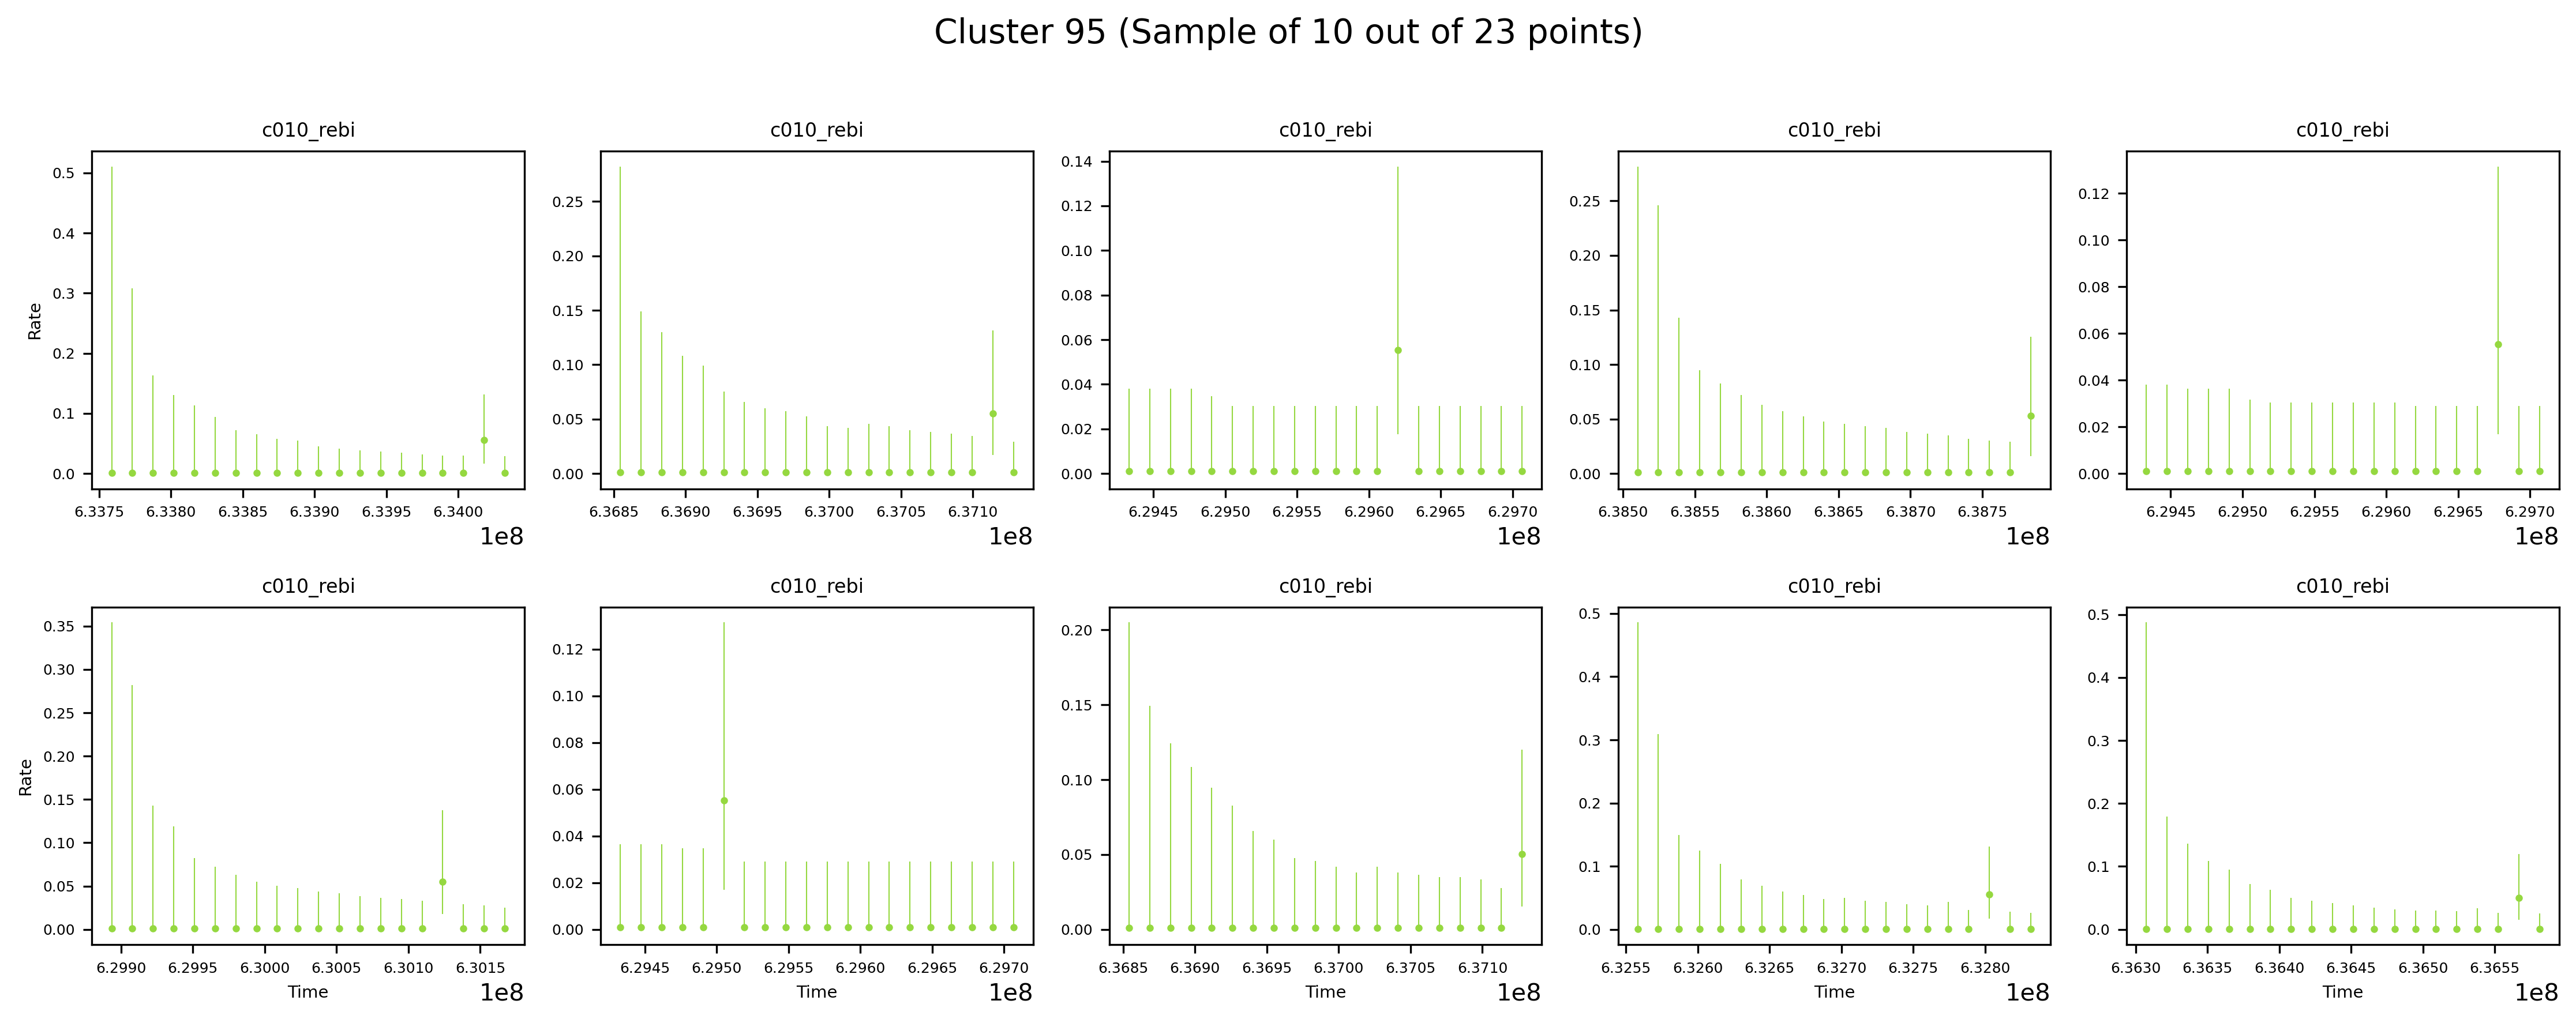 Cluster 95 (Sample of 10 out of 23 points)
c010_rebi c010_rebi c010_rebi c010_rebi c010_rebi
Rate
0.5 0.4 0.3 0.2 0.1 0.0
6.3375 6.3380 6.3385 6.3390 6.3395 6.3400
1e8
0.25 0.20 0.15 0.10 0.05 0.00
6.3685 6.3690 6.3695 6.3700 6.3705 6.3710
1e8
0.14 0.12 0.10 0.08 0.06 0.04 0.02 0.00
6.2945 6.2950 6.2955 6.2960 6.2965 6.2970
1e8
0.25 0.20 0.15 0.10 0.05 0.00
6.3850 6.3855 6.3860 6.3865 6.3870 6.3875
1e8
0.12 0.10 0.08 0.06 0.04 0.02 0.00
6.2945 6.2950 6.2955 6.2960 6.2965 6.2970
1e8
c010_rebi c010_rebi c010_rebi c010_rebi c010_rebi
Rate
0.35 0.30 0.25 0.20 0.15 0.10 0.05 0.00
6.2990 6.2995 6.3000 6.3005 6.3010 6.3015
Time
1e8
0.12 0.10 0.08 0.06 0.04 0.02 0.00
6.2945 6.2950 6.2955 6.2960 6.2965 6.2970
Time
1e8
0.20 0.15 0.10 0.05 0.00
6.3685 6.3690 6.3695 6.3700 6.3705 6.3710
Time
1e8
0.5 0.4 0.3 0.2 0.1 0.0
6.3255 6.3260 6.3265 6.3270 6.3275 6.3280
Time
1e8
0.5 0.4 0.3 0.2 0.1 0.0
6.3630 6.3635 6.3640 6.3645 6.3650 6.3655
Time
1e8